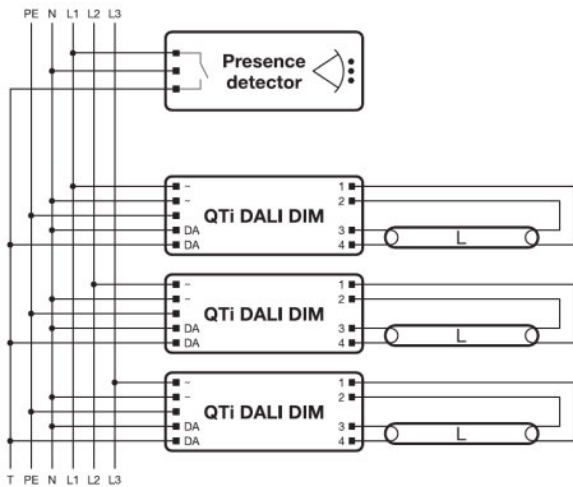 PE N L1 L2 L3
Presence
detector
~ 1
~ 2
QTi DALI DIM
DA 3 L
DA 4
~ 1
~ 2
QTi DALI DIM
DA 3 L
DA 4
~ 1
~ 2
QTi DALI DIM
DA 3 L
DA 4
T PE N L1 L2 L3